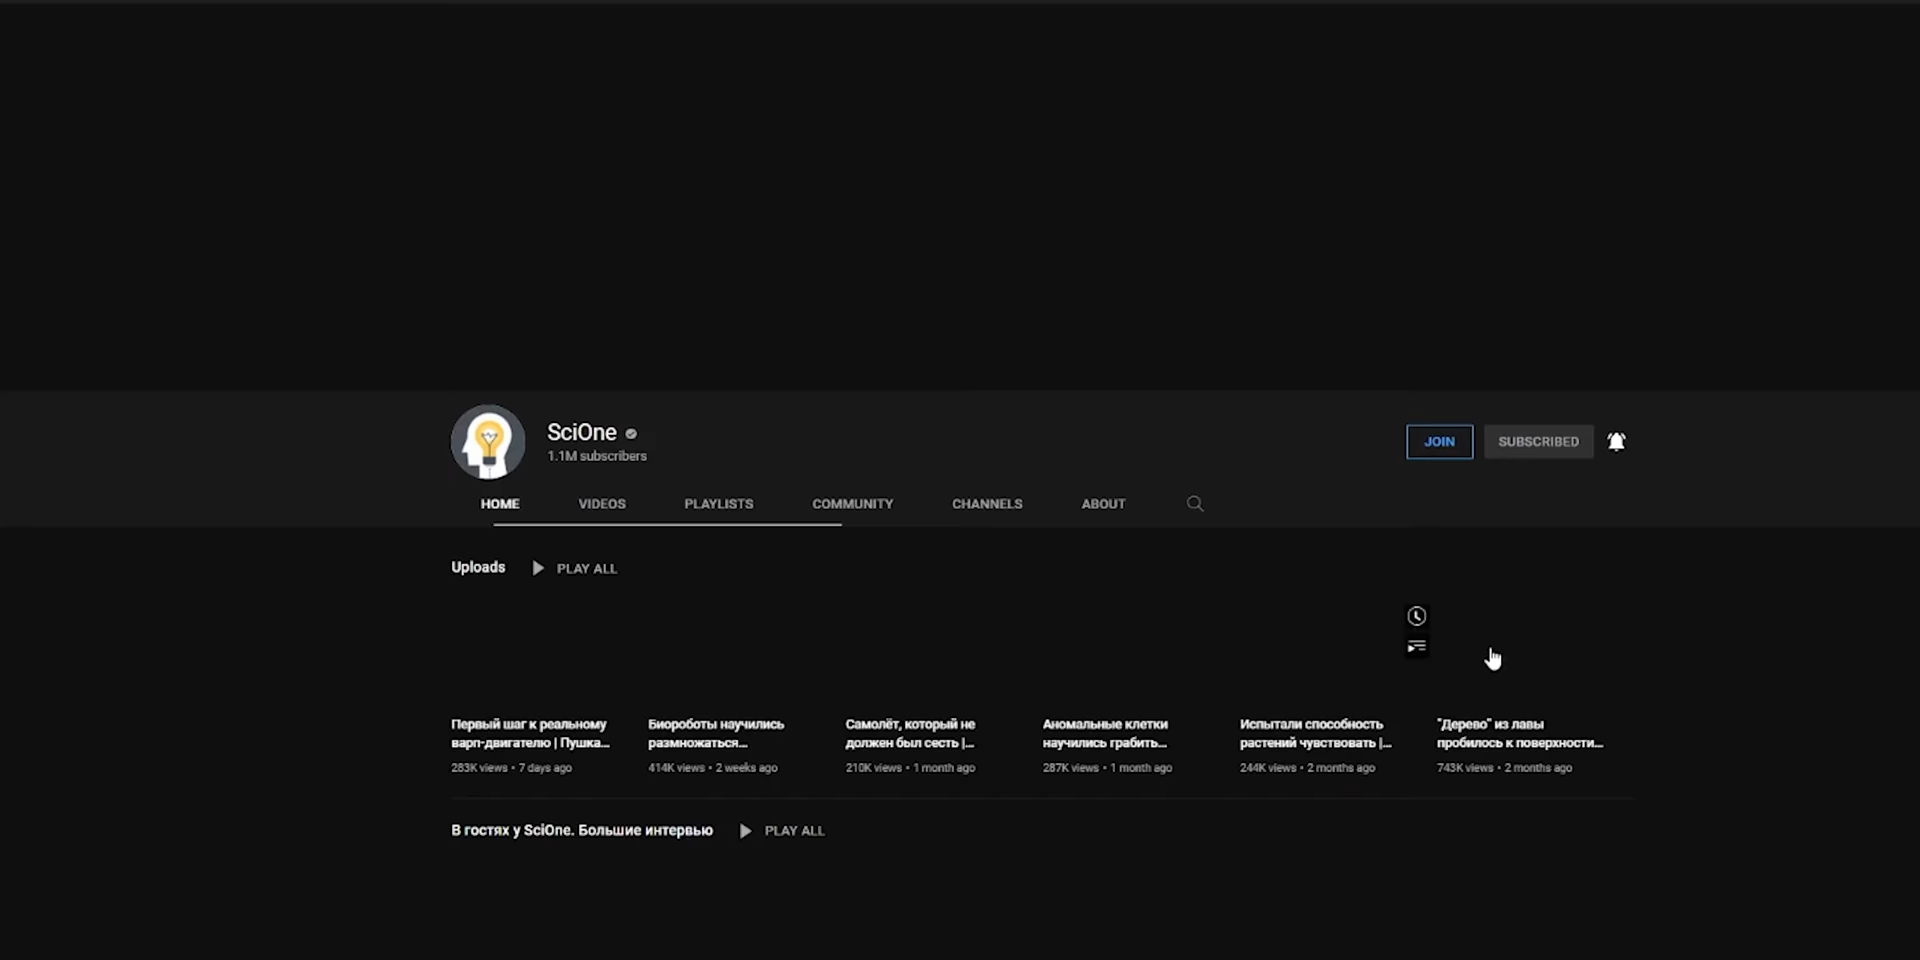 SciOne
1.1M subscribers
JOIN
SUBSCRIBED
HOME
VIDEOS
PLAYLISTS
COMMUNITY
CHANNELS
ABOUT
Uploads
PLAY ALL
Первый шаг к реальному
варп-двигателю | Пушка...
283K views • 7 days ago
Биороботы научились
размножаться...
414K views • 2 weeks ago
Самолёт, который не
должен был сесть |...
210K views • 1 month ago
Аномальные клетки
научились грабить...
287K views • 1 month ago
Испытали способность
растений чувствовать |...
244K views • 2 months ago
"Дерево" из лавы
пробилось к поверхности...
743K views • 2 months ago
В гостях у SciOne. Большие интервью
PLAY ALL